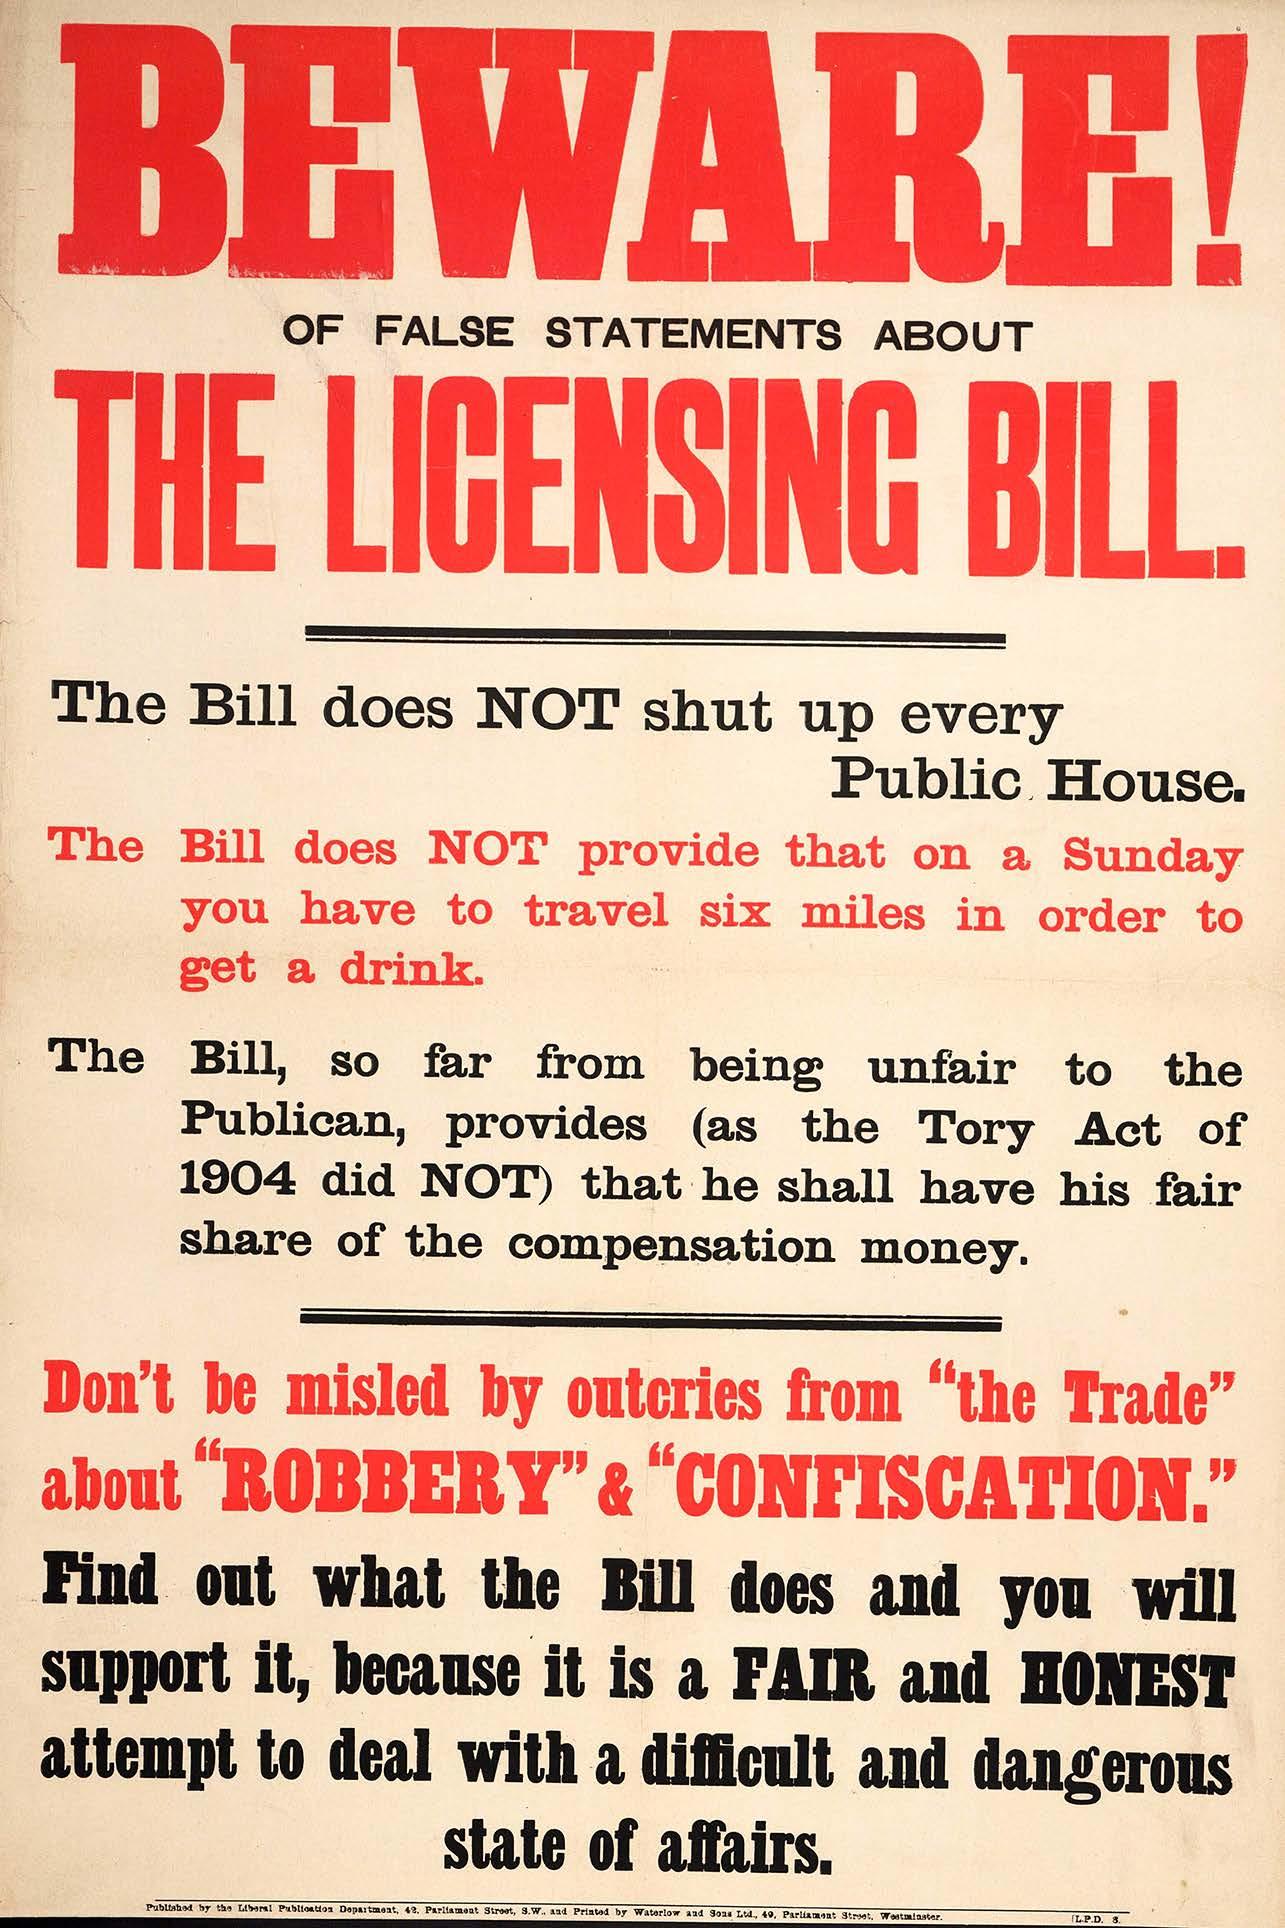 BEWARE!
OF FALSE STATEMENTS ABOUT
THE LICENSING BILL.
The Bill does NOT shut up every
Public House.
The Bill does NOT provide that on a Sunday
you have to travel six miles in order to
get a drink.
The Bill, so far from being unfair to the
Publican, provides (as the Tory Act of
1904 did NOT) that he shall have his fair
share of the compensation money.
Don't be misled by outcries from "the Trade"
about "ROBBERY" & "CONFISCATION."
Find out what the Bill does and you will
support it, because it is a FAIR and HONEST
attempt to deal with a difficult and dangerous
state of affairs.
Published by the Liberal Publication Department, 42, Parliament Street, S.W., and Printed by Waterlow and Sons Ltd., 49, Parliament Street, Westminster. [L.P.D. 3.